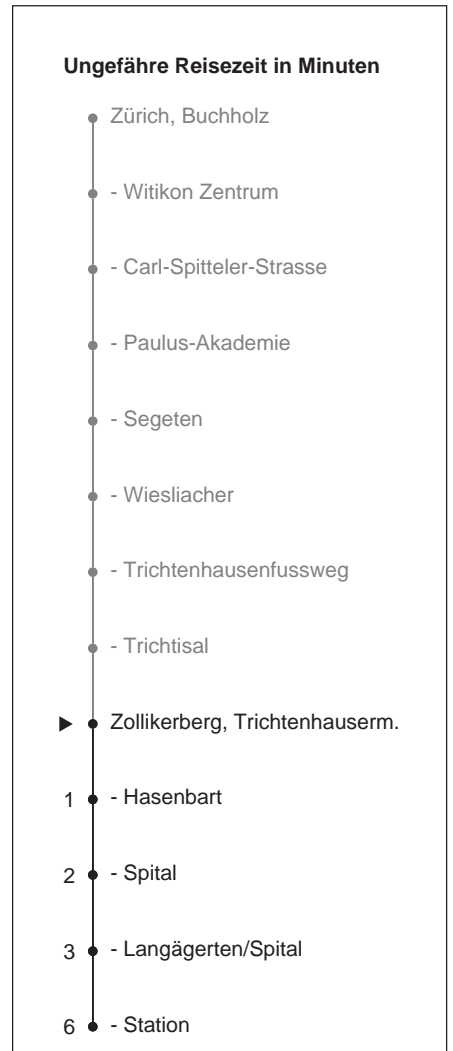 Ungefähre Reisezeit in Minuten
Zürich, Buchholz
- Witikon Zentrum
- Carl-Spitteler-Strasse
- Paulus-Akademie
- Segeten
- Wiesliacher
- Trichtenhausenfussweg
- Trichtisal
Zollikerberg, Trichtenhauserm.
1 - Hasenbart
2 - Spital
3 - Langägerten/Spital
6 - Station